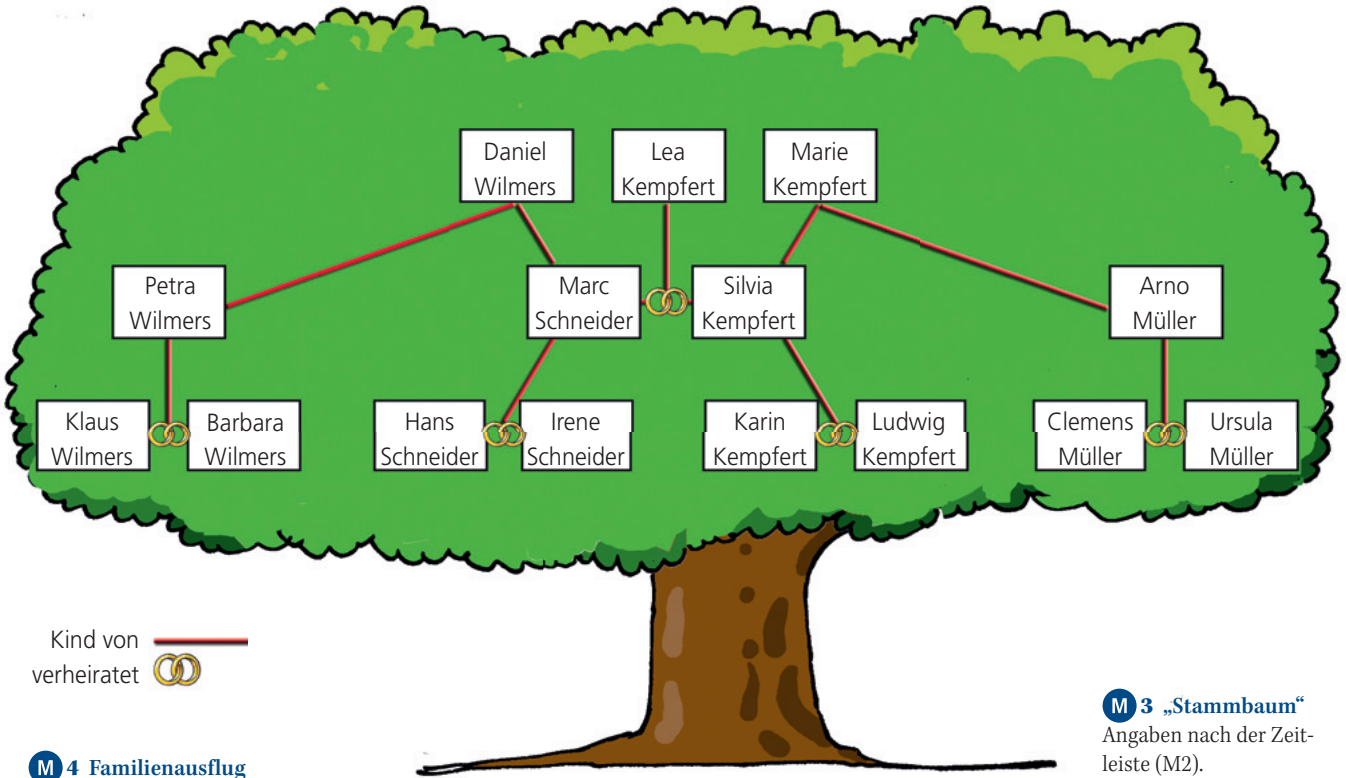 Daniel
Wilmers
Lea
Kempfert
Marie
Kempfert
Petra
Wilmers
Marc
Schneider
Silvia
Kempfert
Arno
Müller
Klaus
Wilmers
Barbara
Wilmers
Hans
Schneider
Irene
Schneider
Karin
Kempfert
Ludwig
Kempfert
Clemens
Müller
Ursula
Müller
Kind von
verheiratet
M 3 „Stammbaum“
Angaben nach der Zeit-
leiste (M2).
M 4 Familienausflug